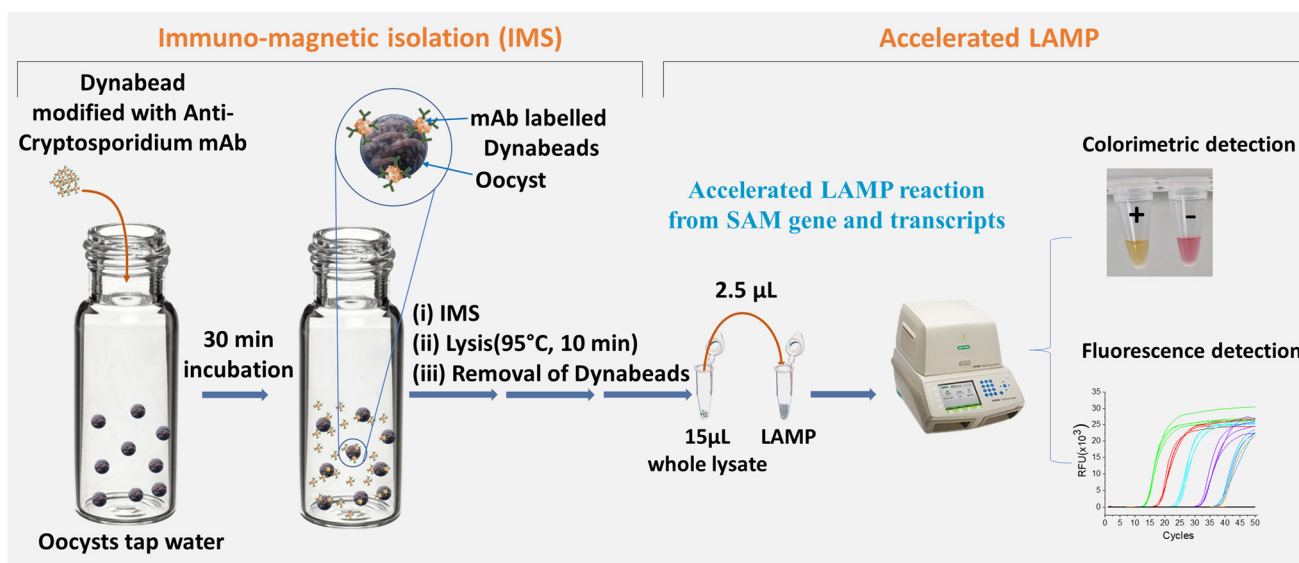 Immuno-magnetic isolation (IMS)
Accelerated LAMP
Dynabead
modified with Anti-
Cryptosporidium mAb
mAb labelled
Dynabeads
Oocyst
Accelerated LAMP reaction
from SAM gene and transcripts
Colorimetric detection
+
-
30 min
incubation
(i) IMS
(ii) Lysis(95°C, 10 min)
(iii) Removal of Dynabeads
2.5 µL
15µL
whole lysate
LAMP
Oocysts tap water
Fluorescence detection
RFU(x10³)
35
30
25
20
15
10
5
0
0 5 10 15 20 25 30 35 40 45 50
Cycles